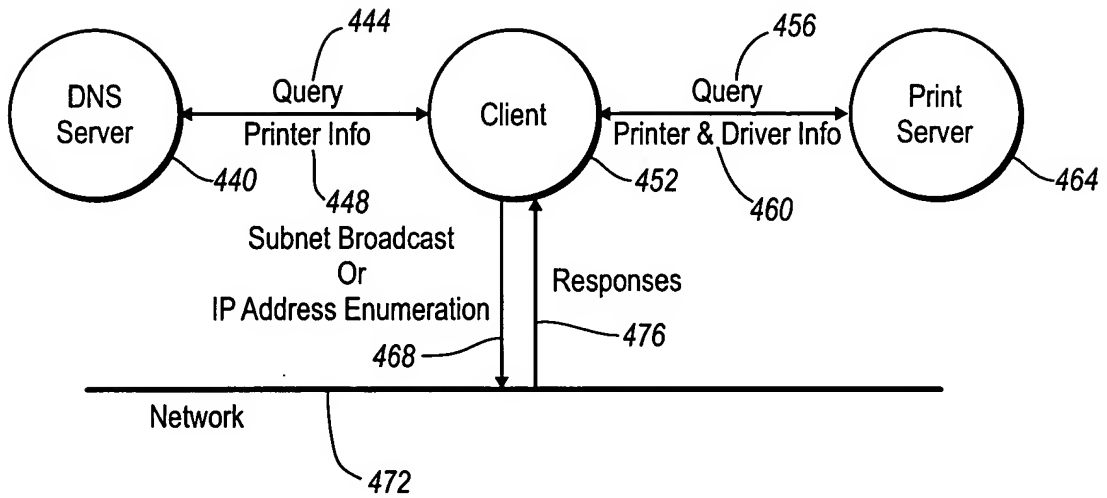 444
456
DNS
Server
Query
Client
Query
Print
Server
Printer Info
Printer & Driver Info
440
448
452
460
464
Subnet Broadcast
Or
IP Address Enumeration
Responses
468
476
Network
472